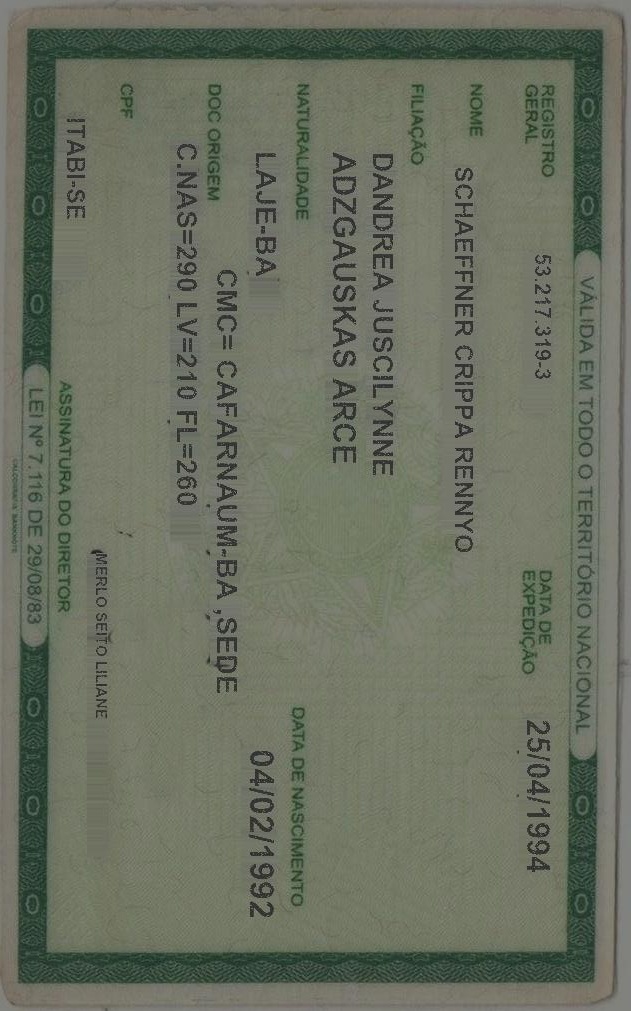 VÁLIDA EM TODO O TERRITÓRIO NACIONAL
REGISTRO GERAL 53.217.319-3 DATA DE EXPEDIÇÃO 25/04/1994
NOME SCHAEFFNER CRIPPA RENNYO
FILIAÇÃO
DANDREA JUSCILYNNE
ADZGAUSKAS ARCE
NATURALIDADE DATA DE NASCIMENTO
LAJE-BA 04/02/1992
DOC ORIGEM CMC= CAFARNAUM-BA ,SEDE
C.NAS=290 LV=210 FL=260
CPF
MERLO SEITO LILIANE
ITABI-SE
ASSINATURA DO DIRETOR
LEI Nº 7.116 DE 29/08/83